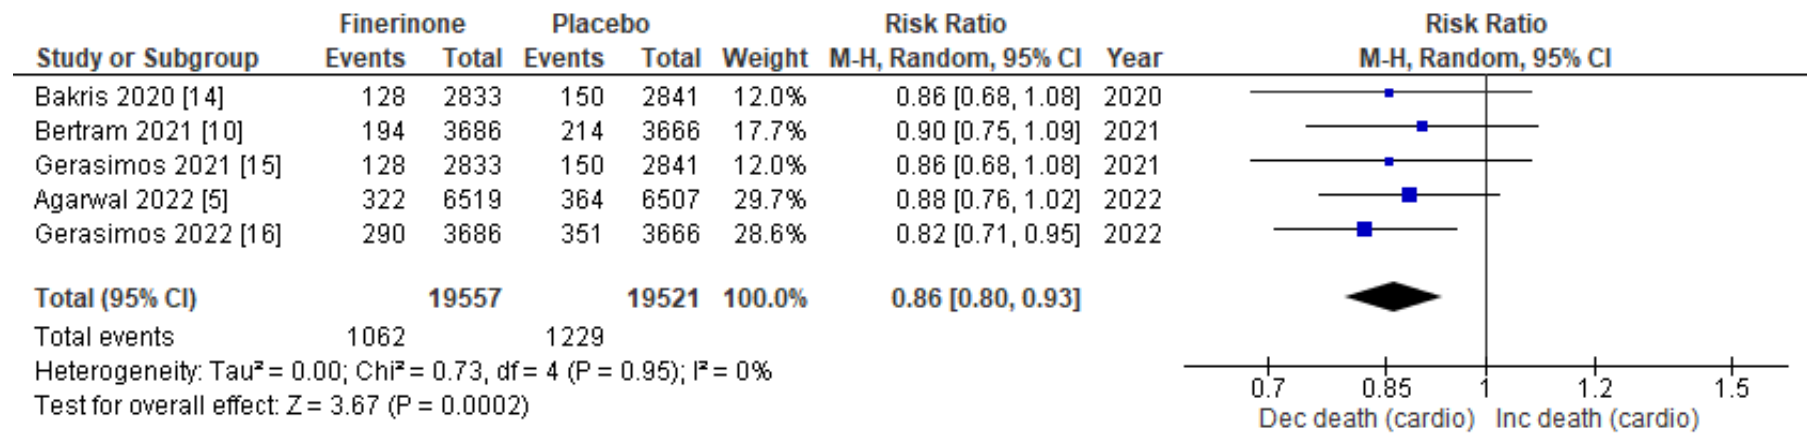 Finerinone Placebo Risk Ratio Risk Ratio
Study or Subgroup Events Total Events Total Weight M-H, Random, 95% CI Year M-H, Random, 95% CI
Bakris 2020 [14] 128 2833 150 2841 12.0% 0.86 [0.68, 1.08] 2020
Bertram 2021 [10] 194 3686 214 3666 17.7% 0.90 [0.75, 1.09] 2021
Gerasimos 2021 [15] 128 2833 150 2841 12.0% 0.86 [0.68, 1.08] 2021
Agarwal 2022 [5] 322 6519 364 6507 29.7% 0.88 [0.76, 1.02] 2022
Gerasimos 2022 [16] 290 3686 351 3666 28.6% 0.82 [0.71, 0.95] 2022
Total (95% CI) 19557 19521 100.0% 0.86 [0.80, 0.93]
Total events 1062 1229
Heterogeneity: Tau² = 0.00; Chi² = 0.73, df = 4 (P = 0.95); I² = 0%
Test for overall effect: Z = 3.67 (P = 0.0002)
0.7 0.85 1 1.2 1.5
Dec death (cardio) Inc death (cardio)